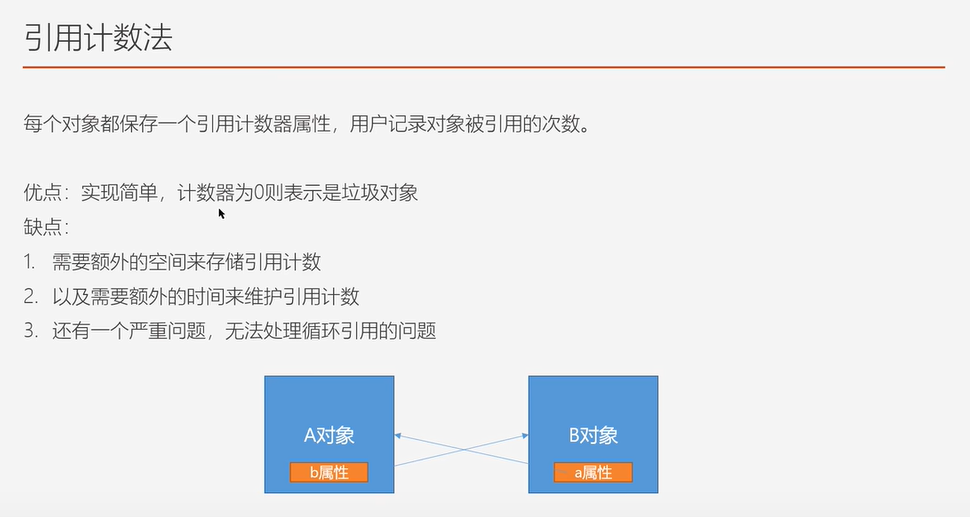 引用计数法
每个对象都保存一个引用计数器属性，用户记录对象被引用的次数。
优点：实现简单，计数器为0则表示是垃圾对象
缺点：
1. 需要额外的空间来存储引用计数
2. 以及需要额外的时间来维护引用计数
3. 还有一个严重问题，无法处理循环引用的问题
A对象
B对象
b属性
a属性